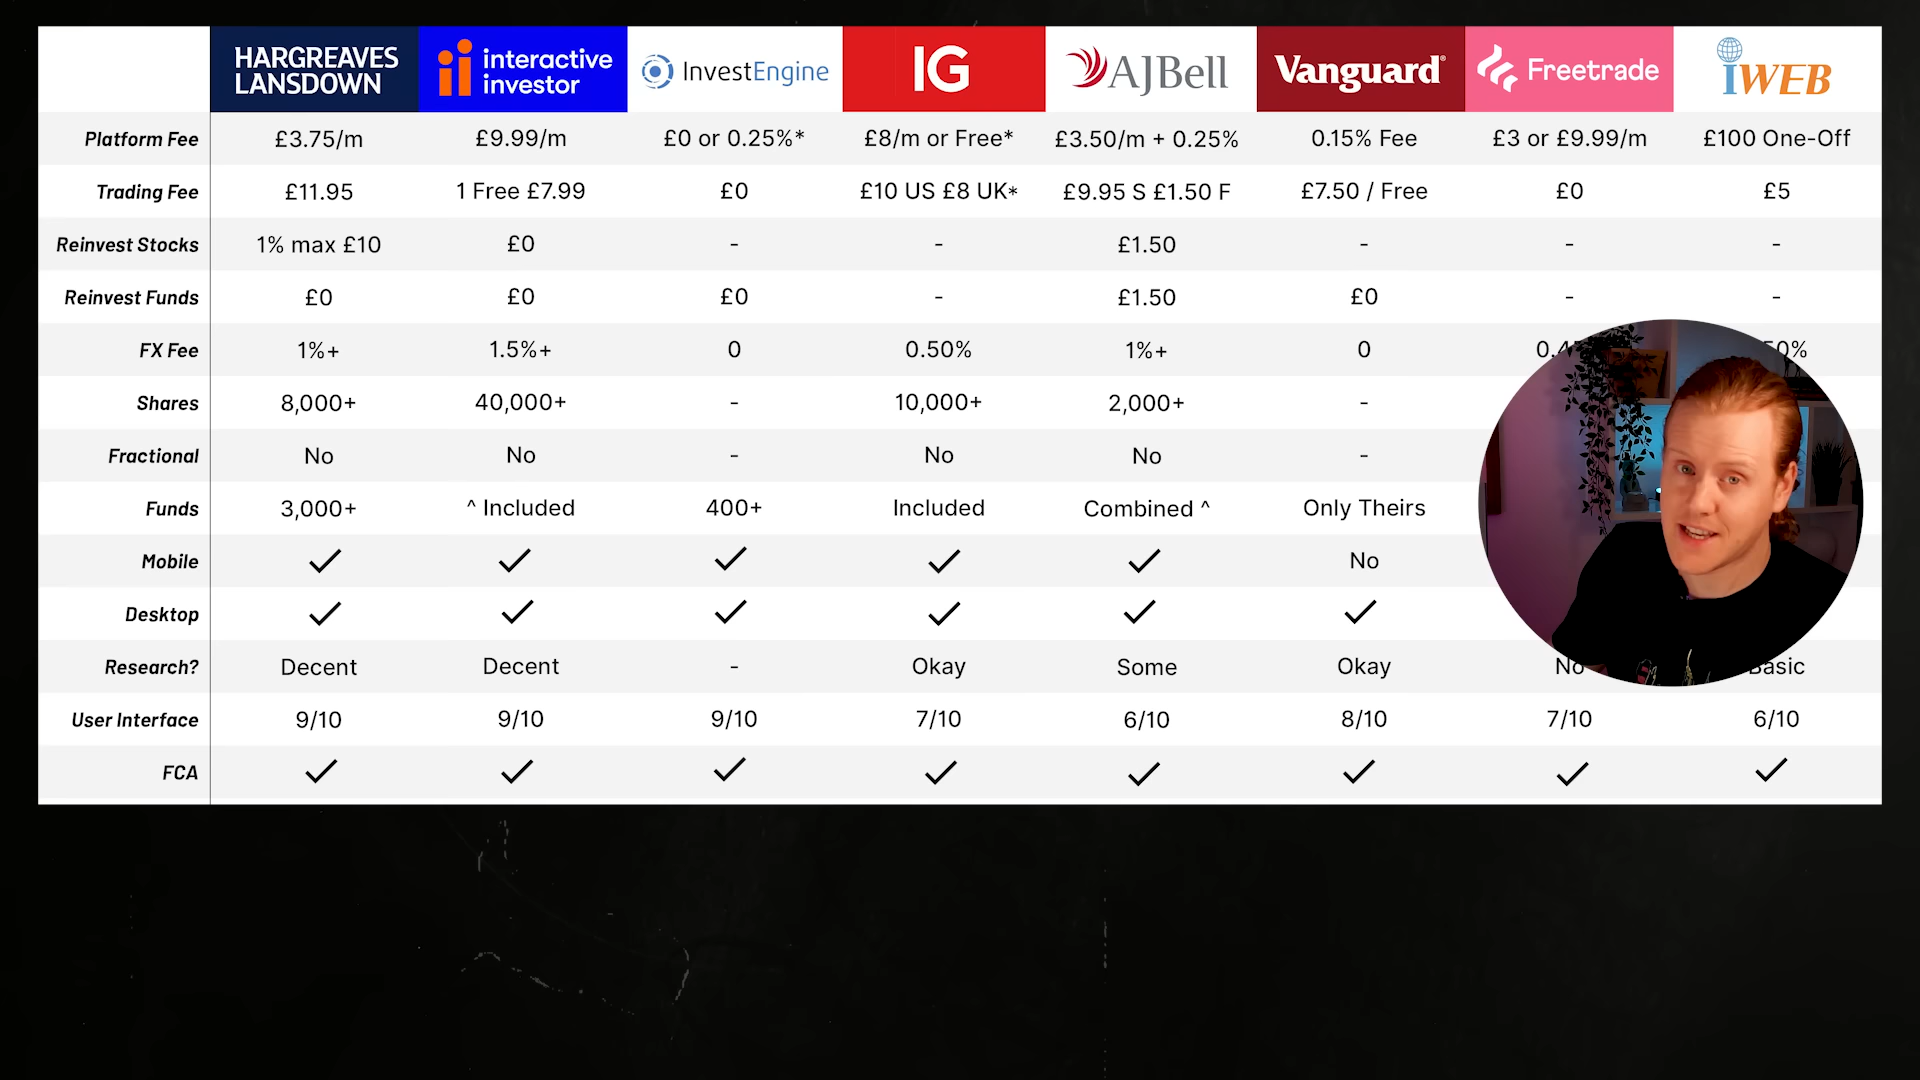 HARGREAVES LANSDOWN interactive investor InvestEngine IG AJBell Vanguard Freetrade iWEB
Platform Fee £3.75/m £9.99/m £0 or 0.25%* £8/m or Free* £3.50/m + 0.25% 0.15% Fee £3 or £9.99/m £100 One-Off
Trading Fee £11.95 1 Free £7.99 £0 £10 US £8 UK* £9.95 S £1.50 F £7.50 / Free £0 £5
Reinvest Stocks 1% max £10 £0 - - £1.50 - - -
Reinvest Funds £0 £0 £0 - £1.50 £0 - -
FX Fee 1%+ 1.5%+ 0 0.50% 1%+ 0
Shares 8,000+ 40,000+ - 10,000+ 2,000+ -
Fractional No No - No No -
Funds 3,000+ ^ Included 400+ Included Combined ^ Only Theirs
Mobile ✓ ✓ ✓ ✓ ✓ No
Desktop ✓ ✓ ✓ ✓ ✓ ✓
Research? Decent Decent - Okay Some Okay No Basic
User Interface 9/10 9/10 9/10 7/10 6/10 8/10 7/10 6/10
FCA ✓ ✓ ✓ ✓ ✓ ✓ ✓ ✓